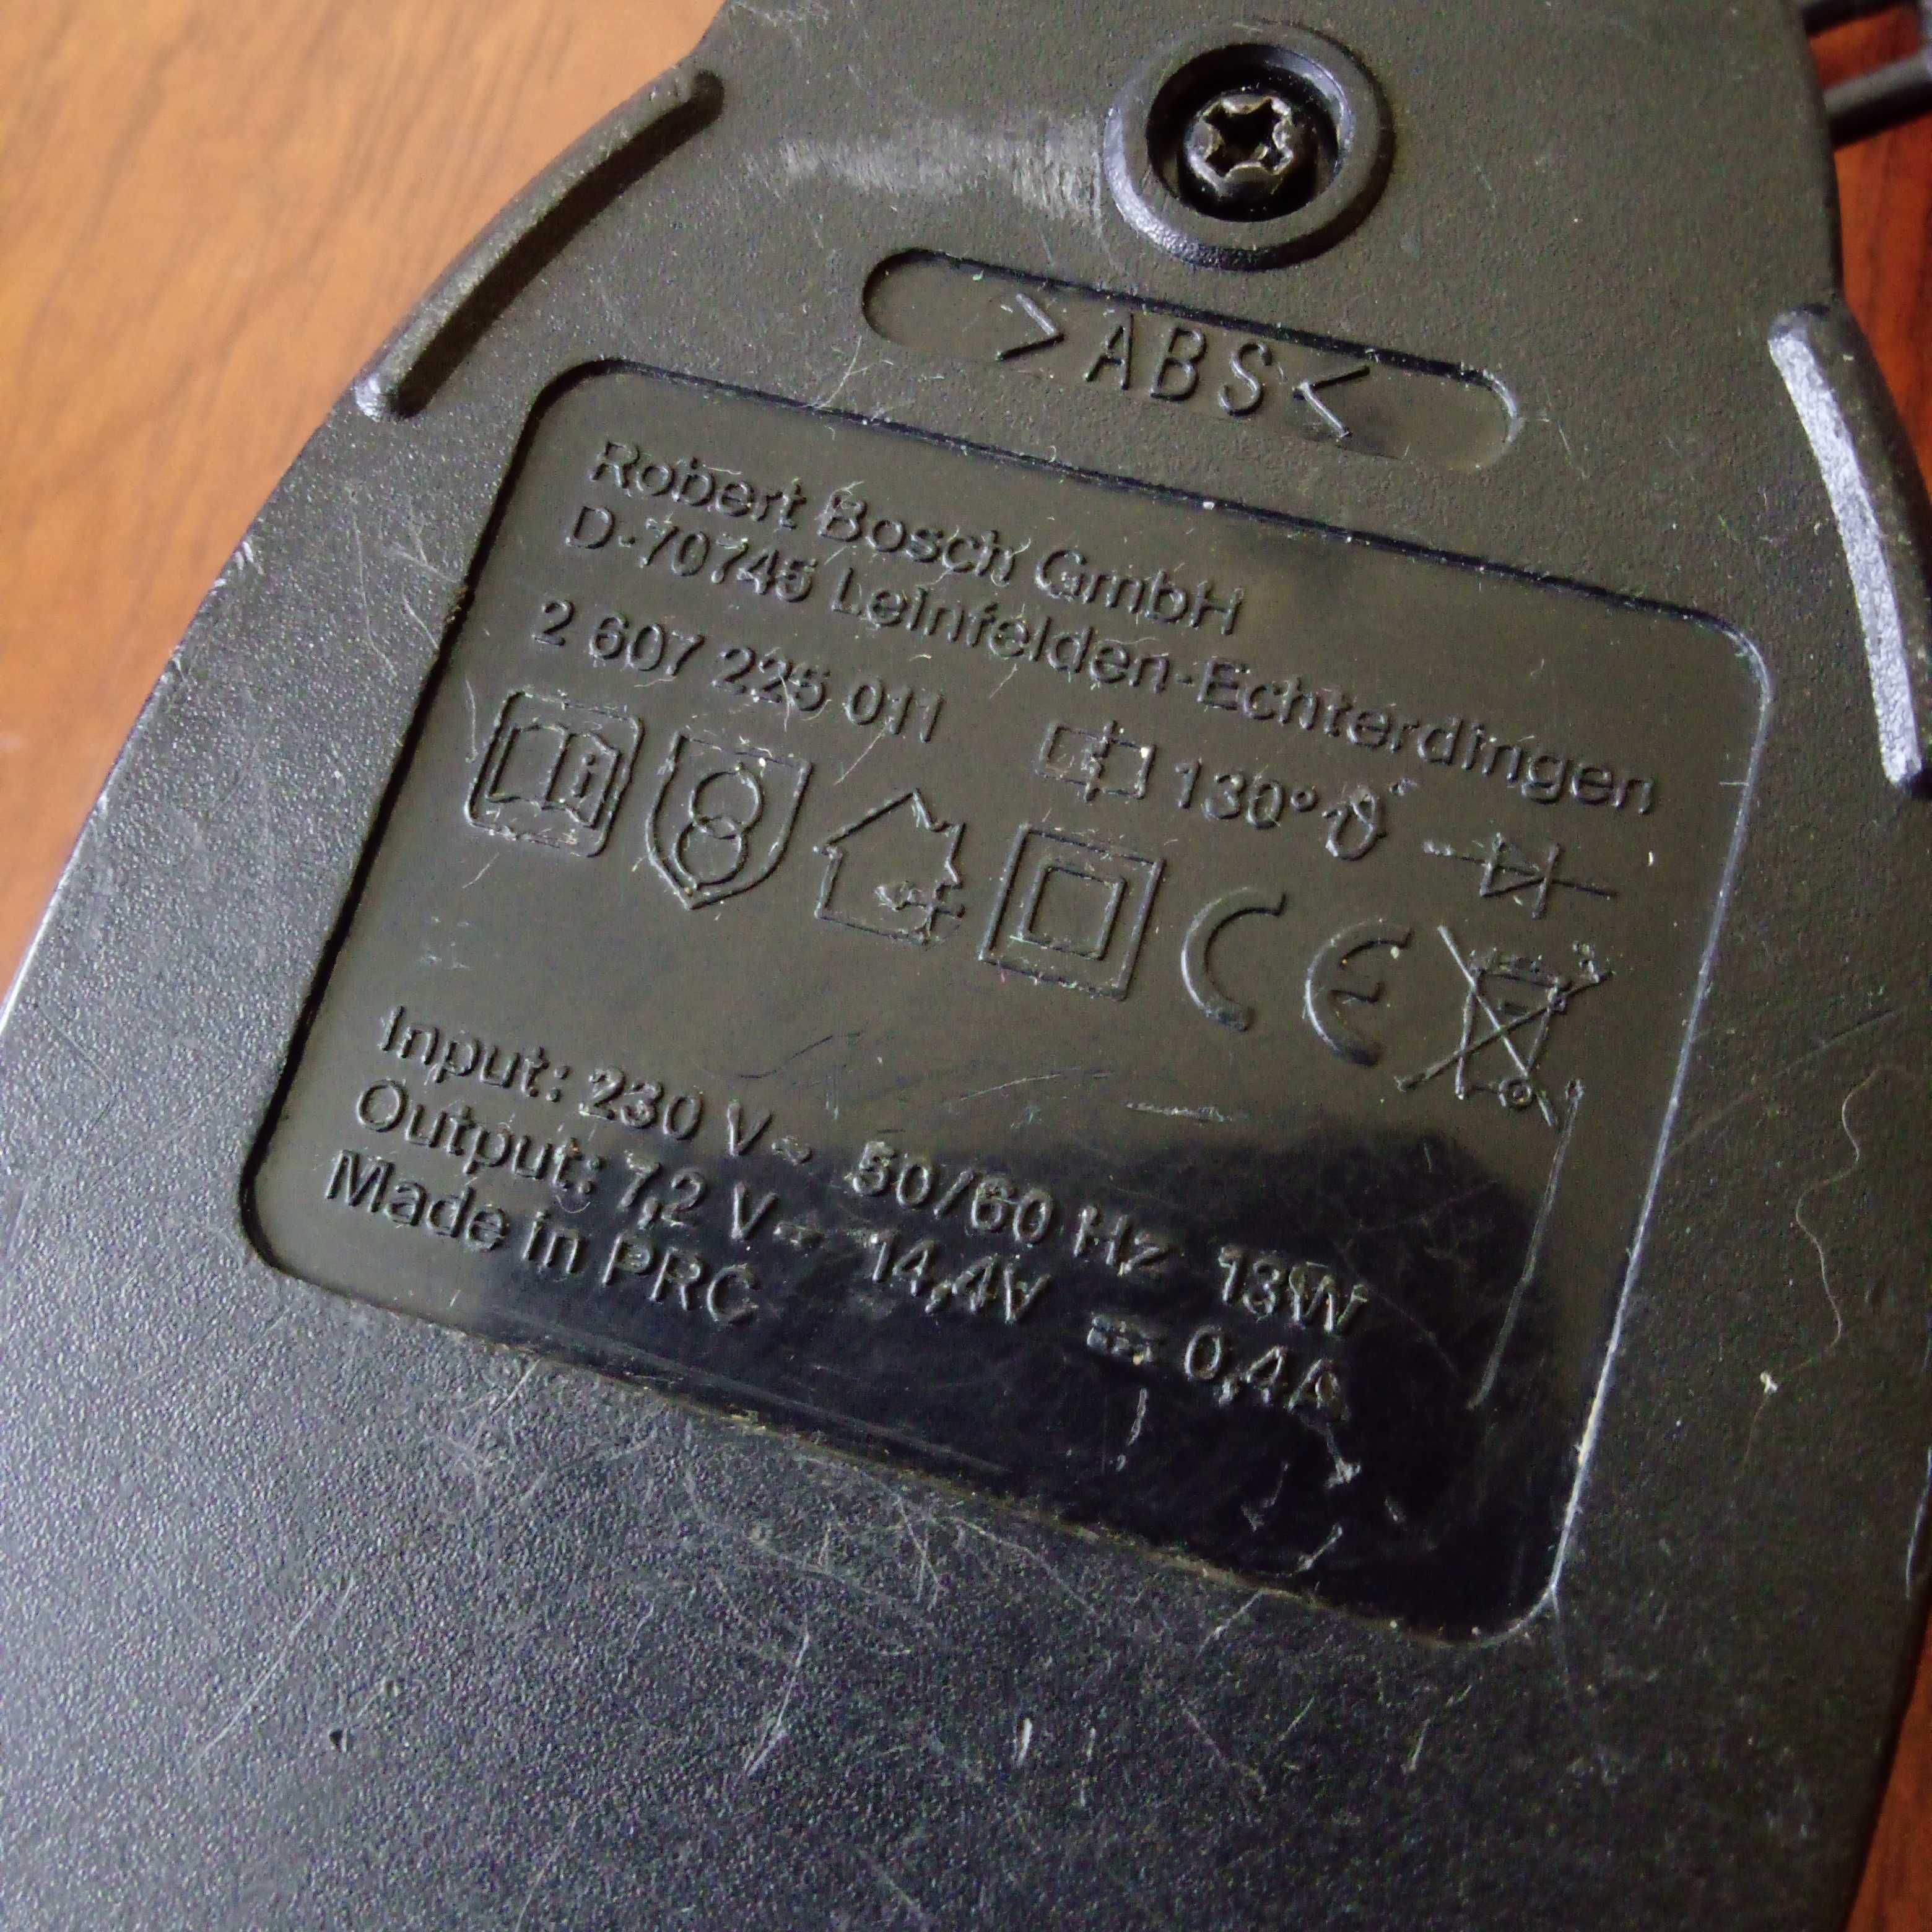 >ABS<
Robert Bosch GmbH
D-70745 Leinfelden-Echterdingen
2 607 225 011 130° ϑ
CE
Input: 230 V~ 50/60 Hz 13W
Output: 7,2 V- 14,4V ⎓ 0,4A
Made in PRC